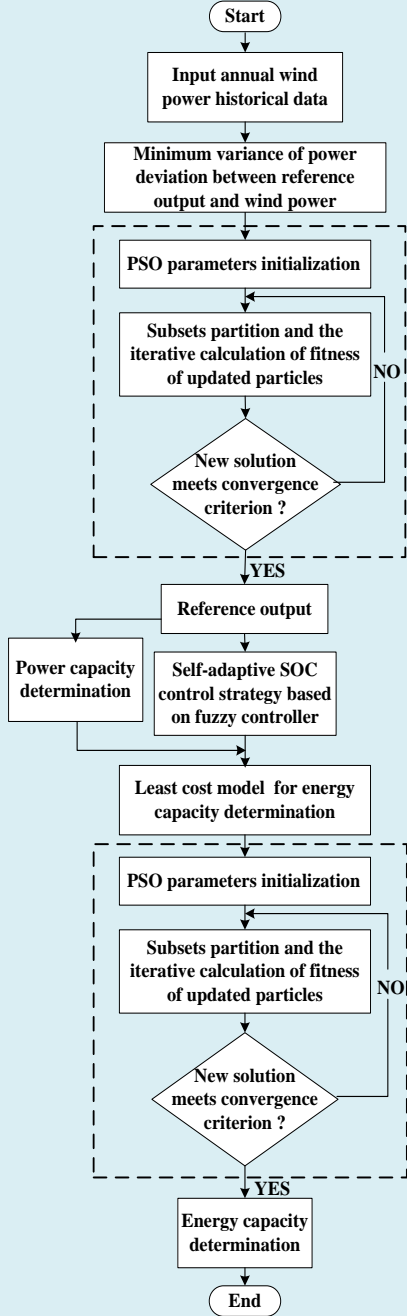 Start
Input annual wind
power historical data
Minimum variance of power
deviation between reference
output and wind power
PSO parameters initialization
Subsets partition and the
iterative calculation of fitness
of updated particles
NO
New solution
meets convergence
criterion ?
YES
Reference output
Power capacity
determination
Self-adaptive SOC
control strategy based
on fuzzy controller
Least cost model for energy
capacity determination
PSO parameters initialization
Subsets partition and the
iterative calculation of fitness
of updated particles
NO
New solution
meets convergence
criterion ?
YES
Energy capacity
determination
End